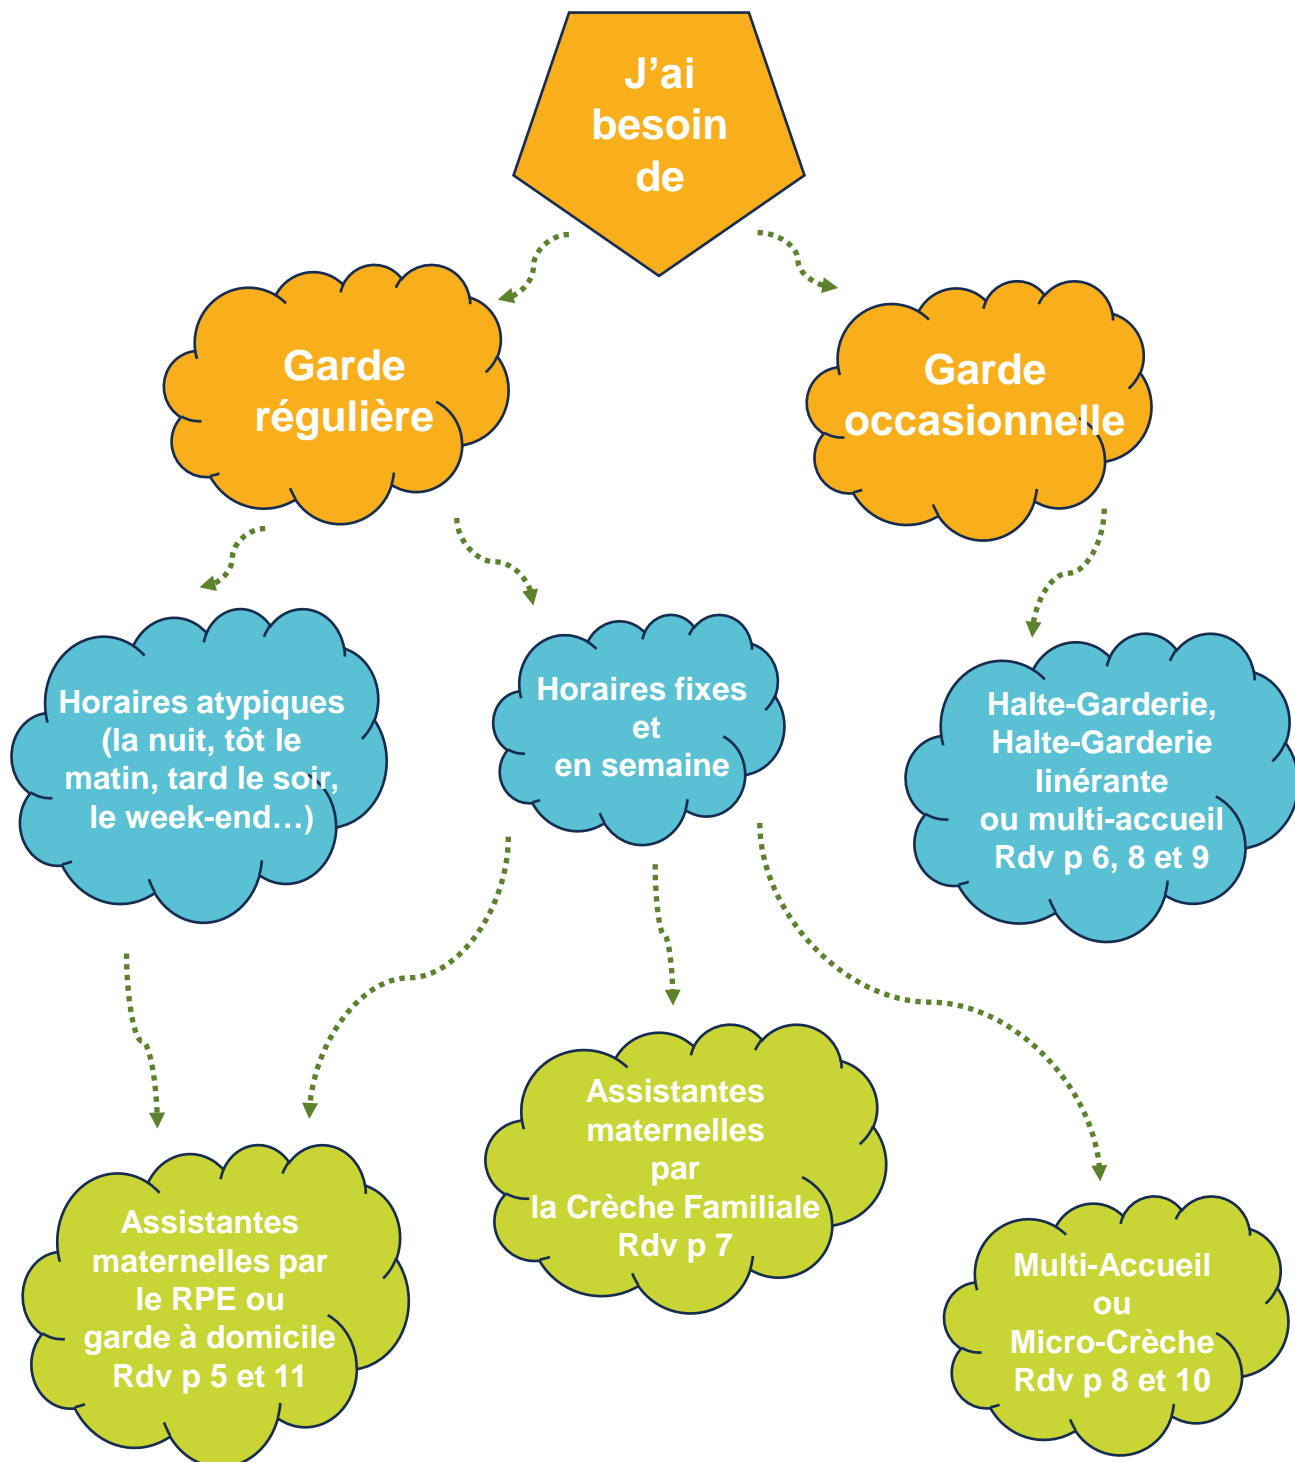 J’ai
besoin
de
Garde
régulière
Garde
occasionnelle
Horaires atypiques
(la nuit, tôt le
matin, tard le soir,
le week-end…)
Horaires fixes
et
en semaine
Halte-Garderie,
Halte-Garderie
Iinérante
ou multi-accueil
Rdv p 6, 8 et 9
Assistantes
maternelles par
le RPE ou
garde à domicile
Rdv p 5 et 11
Assistantes
maternelles
par
la Crèche Familiale
Rdv p 7
Multi-Accueil
ou
Micro-Crèche
Rdv p 8 et 10